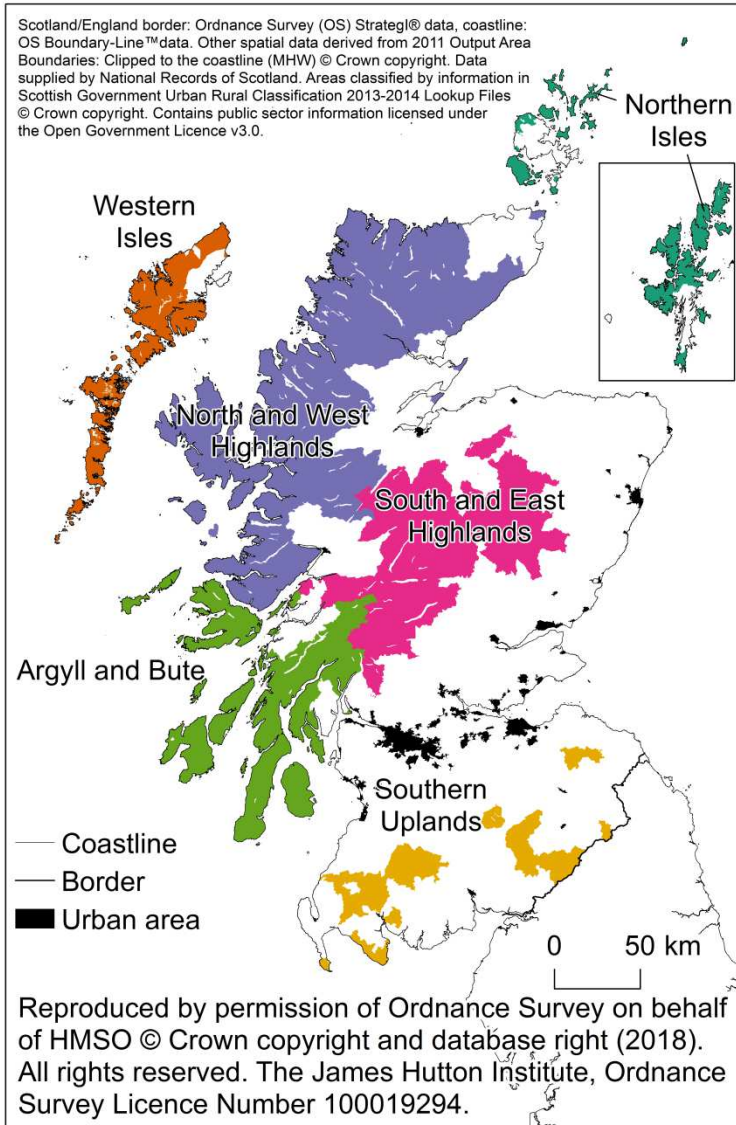 Scotland/England border: Ordnance Survey (OS) Strategl® data, coastline:
OS Boundary-Line™data. Other spatial data derived from 2011 Output Area
Boundaries: Clipped to the coastline (MHW) © Crown copyright. Data
supplied by National Records of Scotland. Areas classified by information in
Scottish Government Urban Rural Classification 2013-2014 Lookup Files
© Crown copyright. Contains public sector information licensed under
the Open Government Licence v3.0.
Northern
Isles
Western
Isles
North and West
Highlands
South and East
Highlands
Argyll and Bute
Southern
Uplands
Coastline
Border
Urban area
0 50 km
Reproduced by permission of Ordnance Survey on behalf
of HMSO © Crown copyright and database right (2018).
All rights reserved. The James Hutton Institute, Ordnance
Survey Licence Number 100019294.